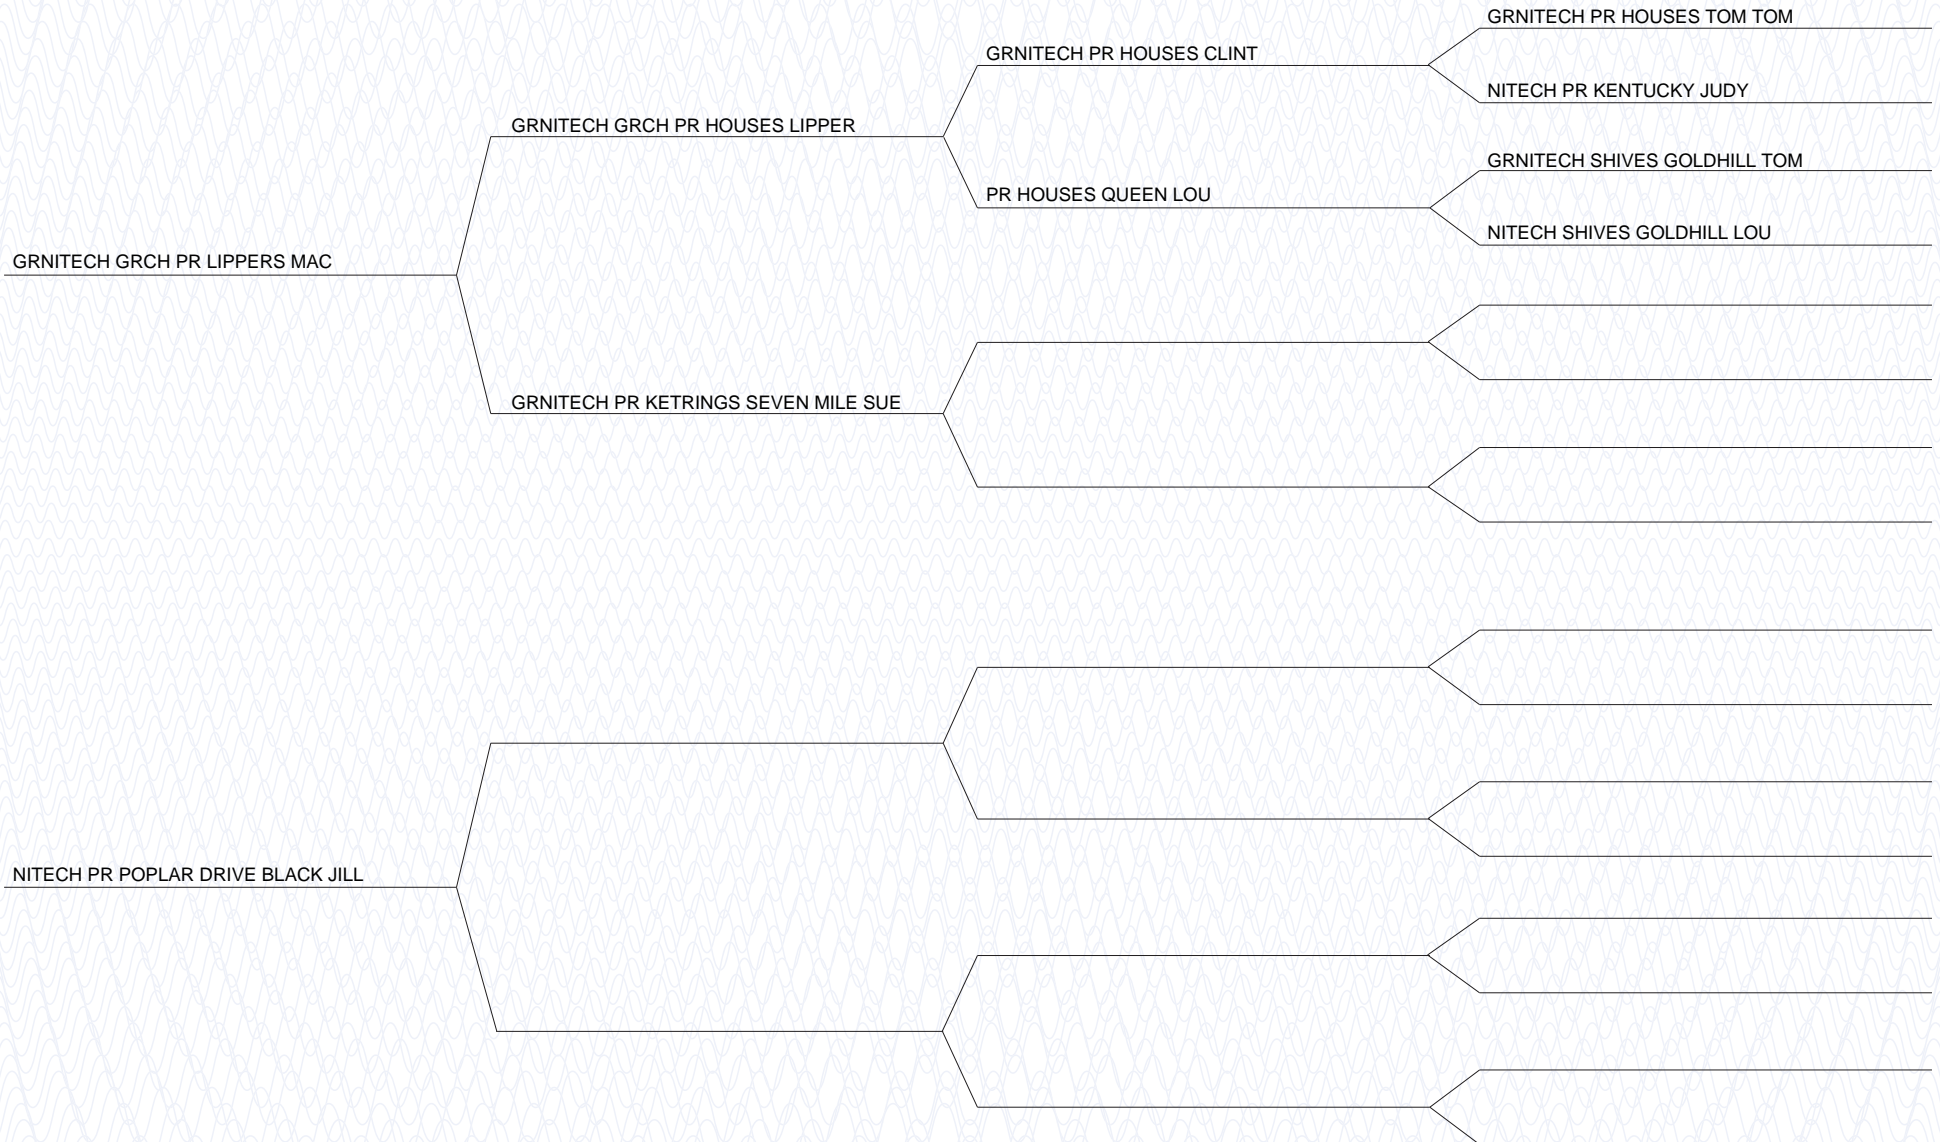 GRNITECH PR HOUSES TOM TOM
GRNITECH PR HOUSES CLINT
NITECH PR KENTUCKY JUDY
GRNITECH GRCH PR HOUSES LIPPER
GRNITECH SHIVES GOLDHILL TOM
PR HOUSES QUEEN LOU
NITECH SHIVES GOLDHILL LOU
GRNITECH GRCH PR LIPPERS MAC
GRNITECH PR KETRINGS SEVEN MILE SUE
NITECH PR POPLAR DRIVE BLACK JILL